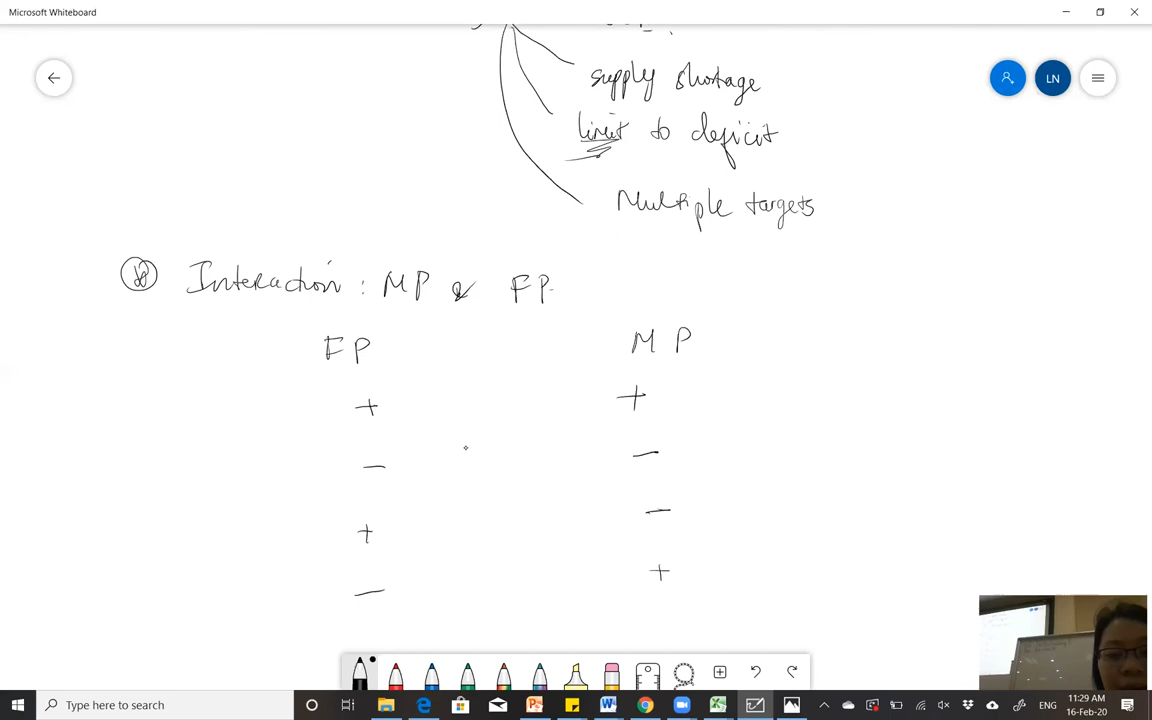 Microsoft Whiteboard
supply shortage
LN
limit to deficit
Multiple targets
Interaction: MP & FP
FP MP
+ +
− −
+ −
− +
Type here to search
ENG
11:29 AM
16-Feb-20